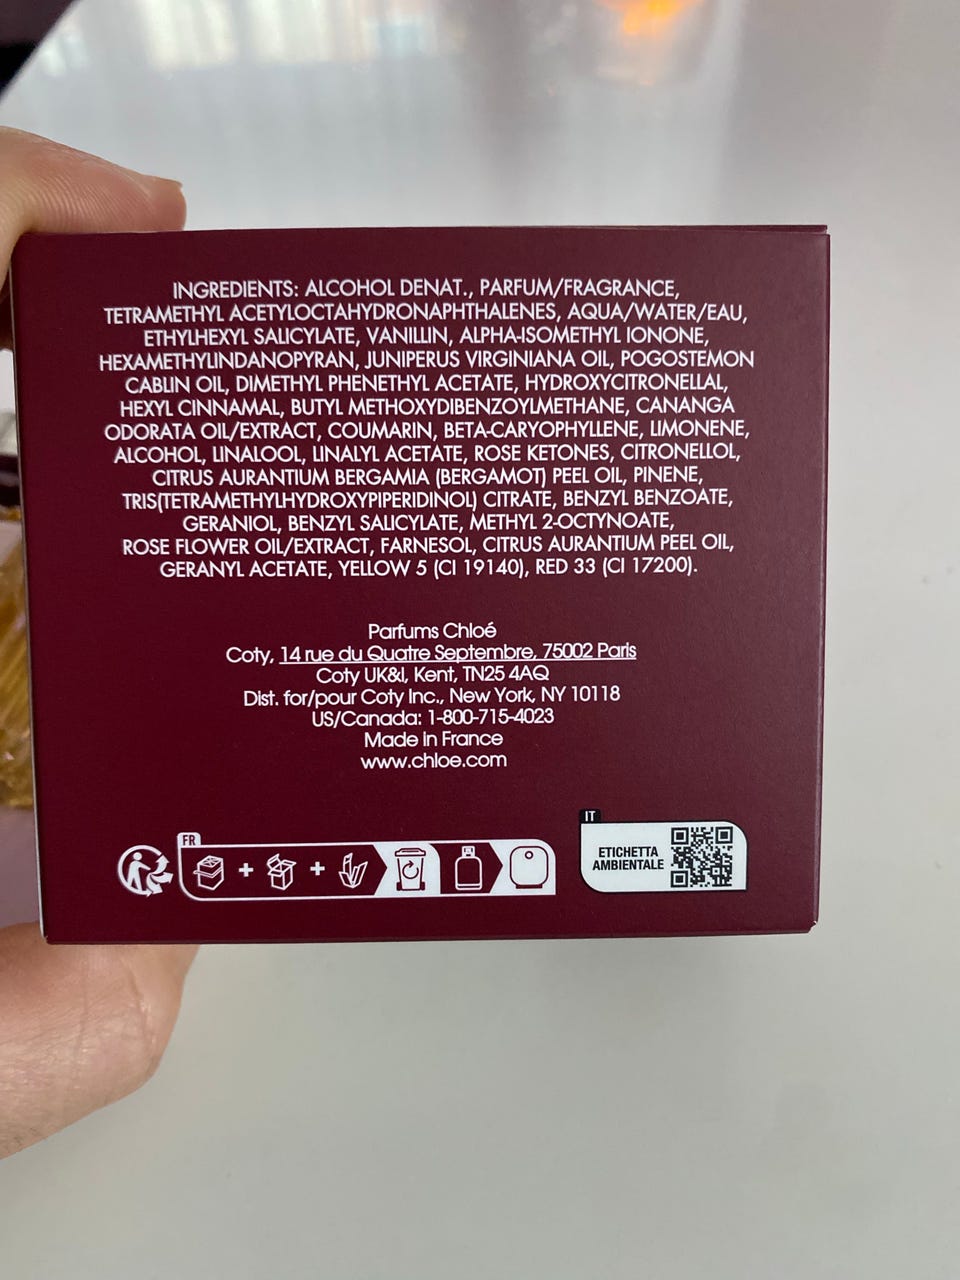 INGREDIENTS: ALCOHOL DENAT., PARFUM/FRAGRANCE,
TETRAMETHYL ACETYLOCTAHYDRONAPHTHALENES, AQUA/WATER/EAU,
ETHYLHEXYL SALICYLATE, VANILLIN, ALPHA-ISOMETHYL IONONE,
HEXAMETHYLINDANOPYRAN, JUNIPERUS VIRGINIANA OIL, POGOSTEMON
CABLIN OIL, DIMETHYL PHENETHYL ACETATE, HYDROXYCITRONELLAL,
HEXYL CINNAMAL, BUTYL METHOXYDIBENZOYLMETHANE, CANANGA
ODORATA OIL/EXTRACT, COUMARIN, BETA-CARYOPHYLLENE, LIMONENE,
ALCOHOL, LINALOOL, LINALYL ACETATE, ROSE KETONES, CITRONELLOL,
CITRUS AURANTIUM BERGAMIA (BERGAMOT) PEEL OIL, PINENE,
TRIS(TETRAMETHYLHYDROXYPIPERIDINOL) CITRATE, BENZYL BENZOATE,
GERANIOL, BENZYL SALICYLATE, METHYL 2-OCTYNOATE,
ROSE FLOWER OIL/EXTRACT, FARNESOL, CITRUS AURANTIUM PEEL OIL,
GERANYL ACETATE, YELLOW 5 (CI 19140), RED 33 (CI 17200).
Parfums Chloé
Coty, 14 rue du Quatre Septembre, 75002 Paris
Coty UK&I, Kent, TN25 4AQ
Dist. for/pour Coty Inc., New York, NY 10118
US/Canada: 1-800-715-4023
Made in France
www.chloe.com
FR
+ +
IT
ETICHETTA
AMBIENTALE